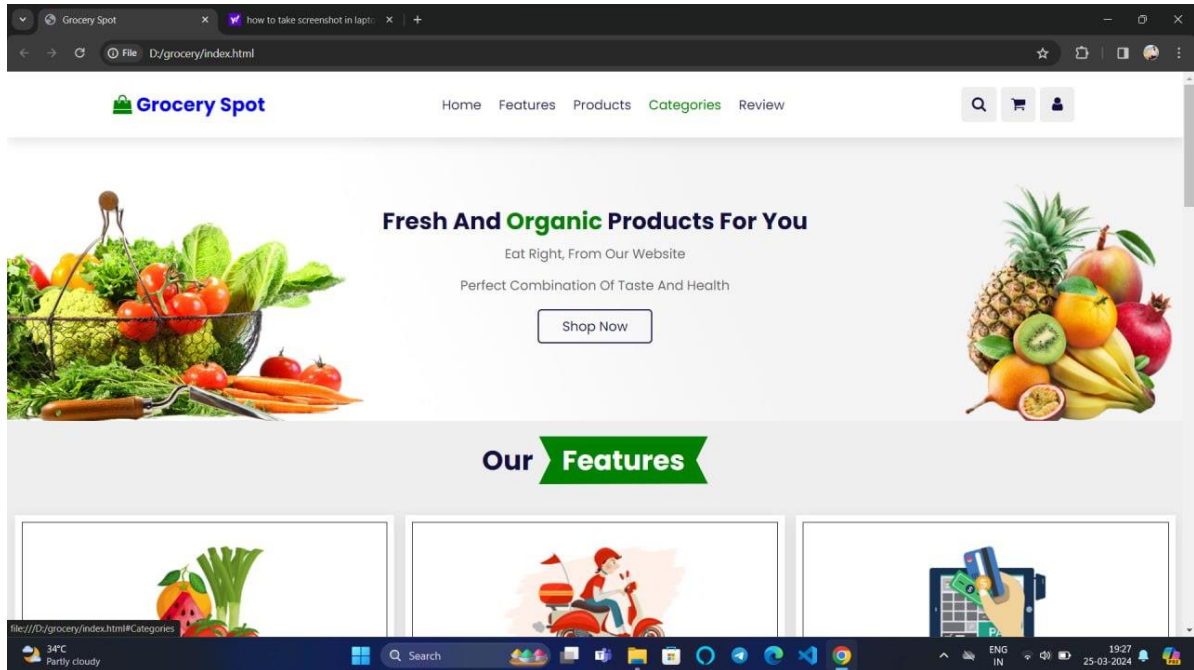 Grocery Spot
how to take screenshot in lapto
File D:/grocery/index.html
Grocery Spot
Home Features Products Categories Review
Fresh And Organic Products For You
Eat Right, From Our Website
Perfect Combination Of Taste And Health
Shop Now
Our Features
file:///D:/grocery/index.html#Categories
34°C
Partly cloudy
Search
ENG
IN
19:27
25-03-2024